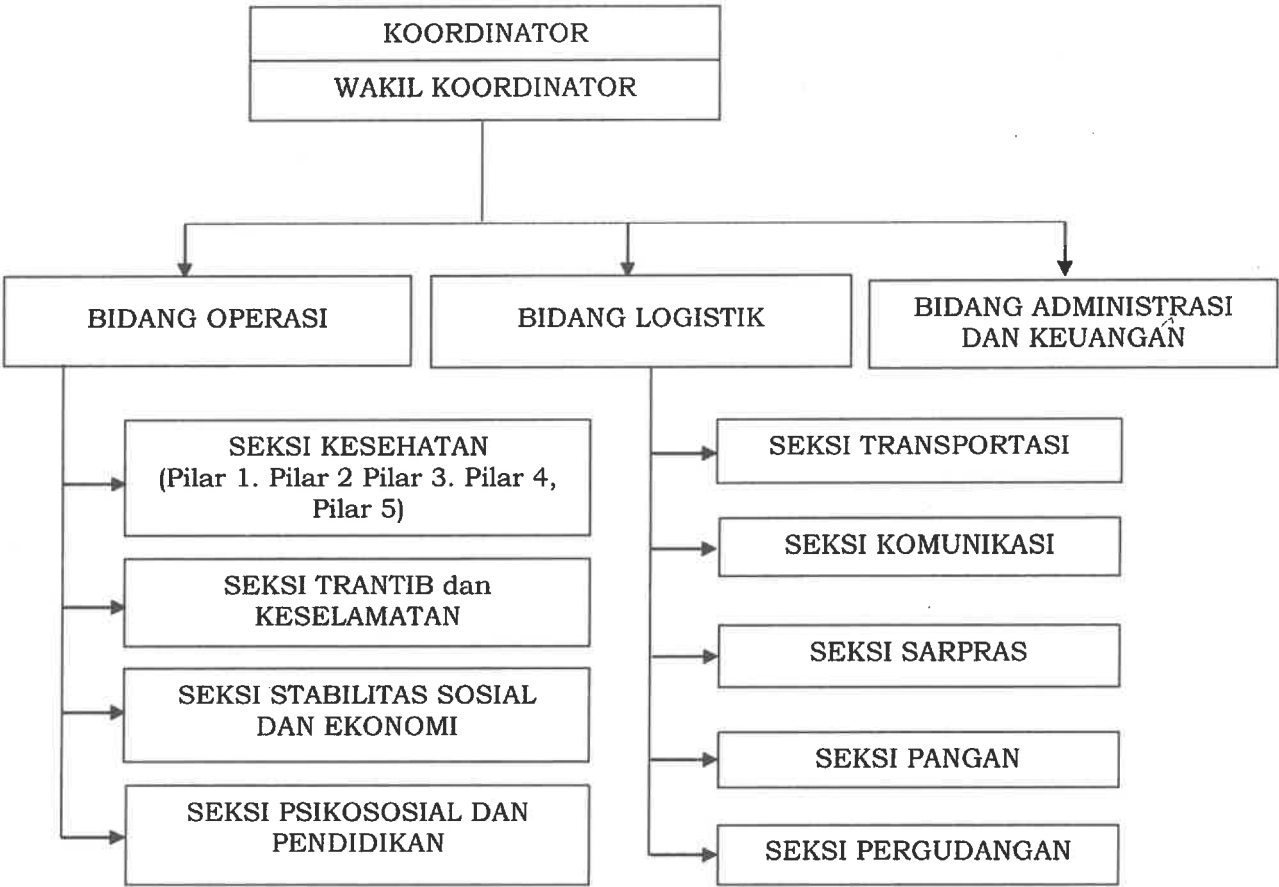 KOORDINATOR
WAKIL KOORDINATOR
BIDANG OPERASI
BIDANG LOGISTIK
BIDANG ADMINISTRASI
DAN KEUANGAN
SEKSI KESEHATAN
(Pilar 1. Pilar 2 Pilar 3. Pilar 4,
Pilar 5)
SEKSI TRANTIB dan
KESELAMATAN
SEKSI STABILITAS SOSIAL
DAN EKONOMI
SEKSI PSIKOSOSIAL DAN
PENDIDIKAN
SEKSI TRANSPORTASI
SEKSI KOMUNIKASI
SEKSI SARPRAS
SEKSI PANGAN
SEKSI PERGUDANGAN